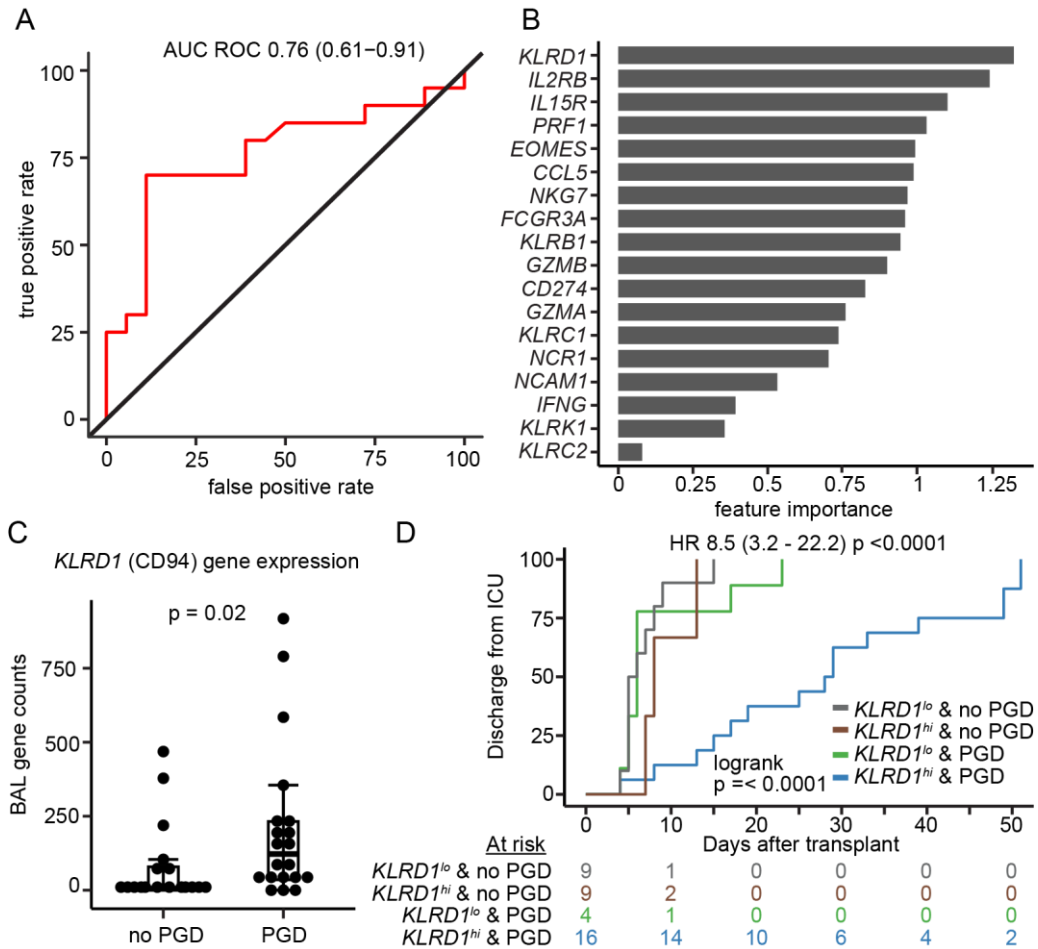 A
AUC ROC 0.76 (0.61–0.91)
100
75
50
25
0
true positive rate
0 25 50 75 100
false positive rate
B
KLRD1
IL2RB
IL15R
PRF1
EOMES
CCL5
NKG7
FCGR3A
KLRB1
GZMB
CD274
GZMA
KLRC1
NCR1
NCAM1
IFNG
KLRK1
KLRC2
0 0.25 0.5 0.75 1 1.25
feature importance
C
KLRD1 (CD94) gene expression
p = 0.02
750
500
250
0
BAL gene counts
no PGD PGD
D
HR 8.5 (3.2 - 22.2) p <0.0001
100
75
50
25
0
Discharge from ICU
KLRD1lo & no PGD
KLRD1hi & no PGD
KLRD1lo & PGD
KLRD1hi & PGD
logrank
p =< 0.0001
0 10 20 30 40 50
Days after transplant
At risk
KLRD1lo & no PGD 9 1 0 0 0 0
KLRD1hi & no PGD 9 2 0 0 0 0
KLRD1lo & PGD 4 1 0 0 0 0
KLRD1hi & PGD 16 14 10 6 4 2